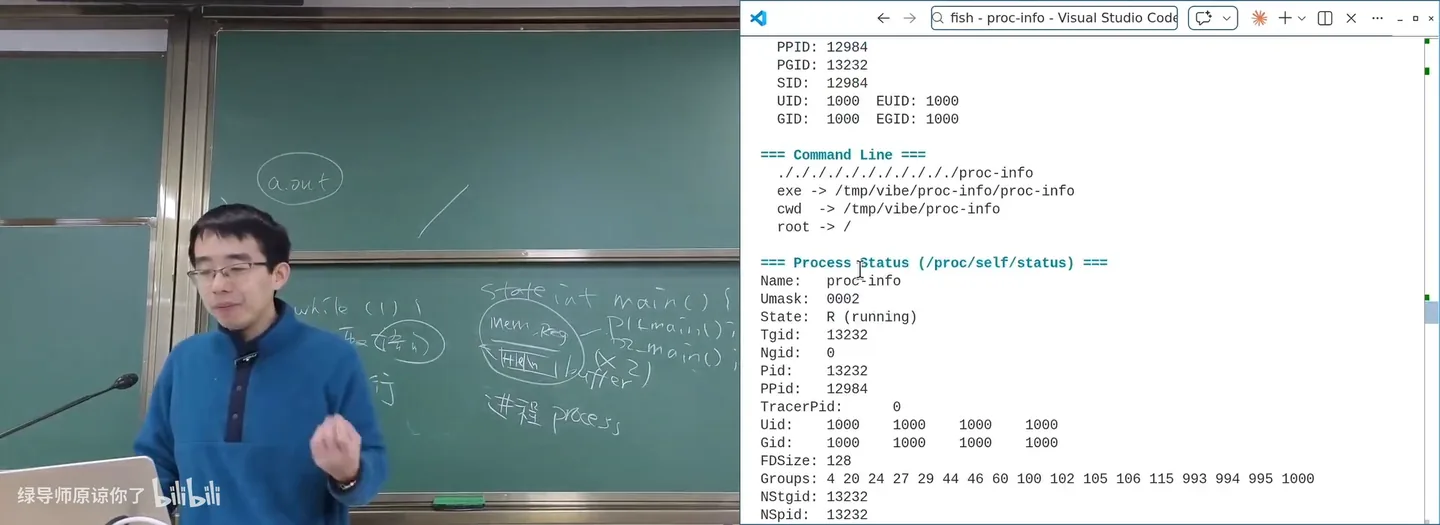 a.out
while (1) {
执行
State
Mem Reg
buffer
进程 process
int main() {
(x 2)
绿导师原谅你了 bilibili
fish - proc-info - Visual Studio Code
PPID: 12984
PGID: 13232
SID: 12984
UID: 1000 EUID: 1000
GID: 1000 EGID: 1000
=== Command Line ===
./././././././././././proc-info
exe -> /tmp/vibe/proc-info/proc-info
cwd -> /tmp/vibe/proc-info
root -> /
=== Process Status (/proc/self/status) ===
Name: proc-info
Umask: 0002
State: R (running)
Tgid: 13232
Ngid: 0
Pid: 13232
PPid: 12984
TracerPid: 0
Uid: 1000 1000 1000 1000
Gid: 1000 1000 1000 1000
FDSize: 128
Groups: 4 20 24 27 29 44 46 60 100 102 105 106 115 993 994 995 1000
NStgid: 13232
NSpid: 13232